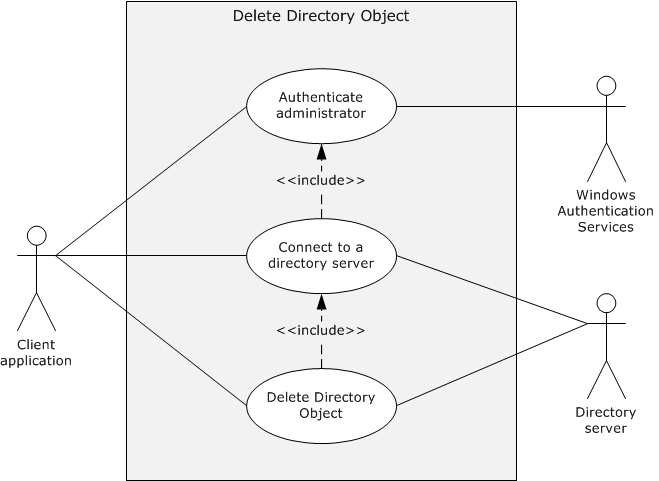 Delete Directory Object
Authenticate
administrator
<<include>>
Windows
Authentication
Services
Connect to a
directory server
<<include>>
Client
application
Delete Directory
Object
Directory
server